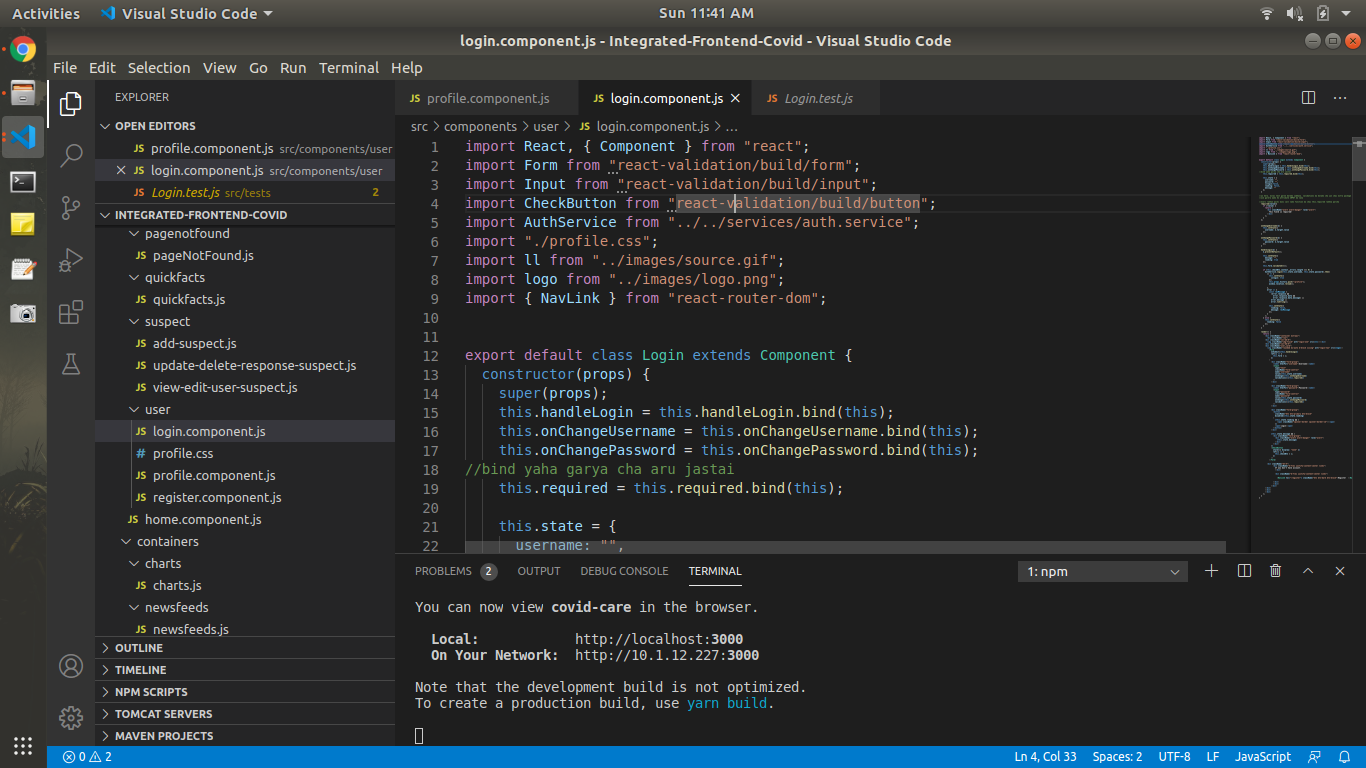 Activities Visual Studio Code Sun 11:41 AM
login.component.js - Integrated-Frontend-Covid - Visual Studio Code
File Edit Selection View Go Run Terminal Help
EXPLORER
OPEN EDITORS
JS profile.component.js src/components/user
JS login.component.js src/components/user
JS Login.test.js src/tests 2
INTEGRATED-FRONTEND-COVID
pagenotfound
JS pageNotFound.js
quickfacts
JS quickfacts.js
suspect
JS add-suspect.js
JS update-delete-response-suspect.js
JS view-edit-user-suspect.js
user
JS login.component.js
# profile.css
JS profile.component.js
JS register.component.js
JS home.component.js
containers
charts
JS charts.js
newsfeeds
JS newsfeeds.js
OUTLINE
TIMELINE
NPM SCRIPTS
TOMCAT SERVERS
MAVEN PROJECTS
JS profile.component.js JS login.component.js JS Login.test.js
src > components > user > JS login.component.js > ...
1 import React, { Component } from "react";
2 import Form from "react-validation/build/form";
3 import Input from "react-validation/build/input";
4 import CheckButton from "react-validation/build/button";
5 import AuthService from "../../services/auth.service";
6 import "./profile.css";
7 import ll from "../images/source.gif";
8 import logo from "../images/logo.png";
9 import { NavLink } from "react-router-dom";
10
11
12 export default class Login extends Component {
13 constructor(props) {
14 super(props);
15 this.handleLogin = this.handleLogin.bind(this);
16 this.onChangeUsername = this.onChangeUsername.bind(this);
17 this.onChangePassword = this.onChangePassword.bind(this);
18 //bind yaha garya cha aru jastai
19 this.required = this.required.bind(this);
20
21 this.state = {
22 username: "",
PROBLEMS 2 OUTPUT DEBUG CONSOLE TERMINAL 1: npm
You can now view covid-care in the browser.
Local: http://localhost:3000
On Your Network: http://10.1.12.227:3000
Note that the development build is not optimized.
To create a production build, use yarn build.
0 2 Ln 4, Col 33 Spaces: 2 UTF-8 LF JavaScript